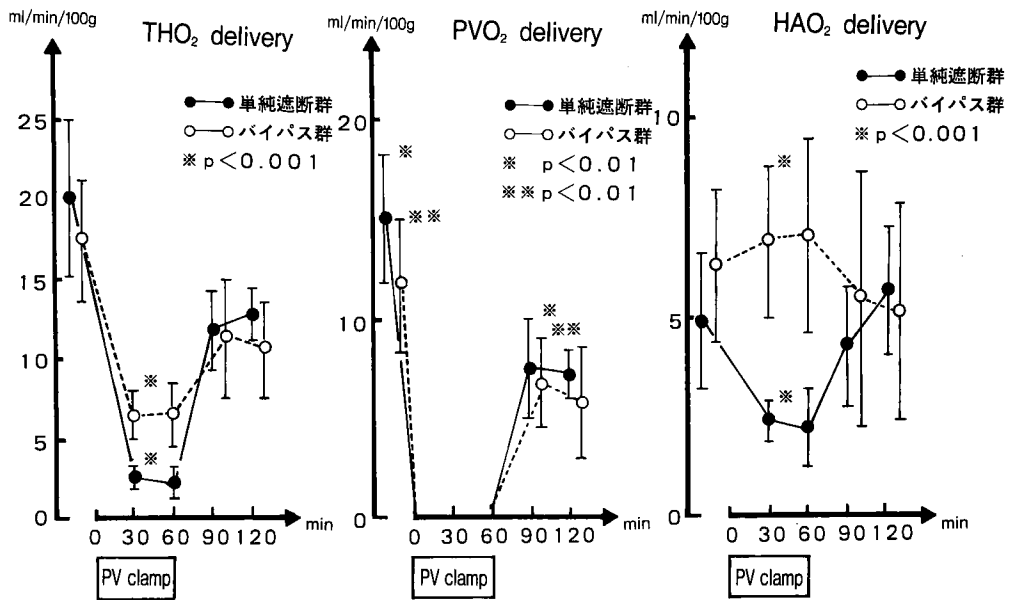 ml/min/100g
THO₂ delivery
●—● 単純遮断群
○---○ バイパス群
※ p＜0.001
25
20
15
10
5
0
※
※
0 30 60 90 120 min
PV clamp
ml/min/100g
PVO₂ delivery
●—● 単純遮断群
○---○ バイパス群
※ p＜0.01
※※ p＜0.01
20
10
0
※
※※
※
※※
0 30 60 90 120 min
PV clamp
ml/min/100g
HAO₂ delivery
●—● 単純遮断群
○---○ バイパス群
※ p＜0.001
10
5
0
※
※
0 30 60 90 120 min
PV clamp